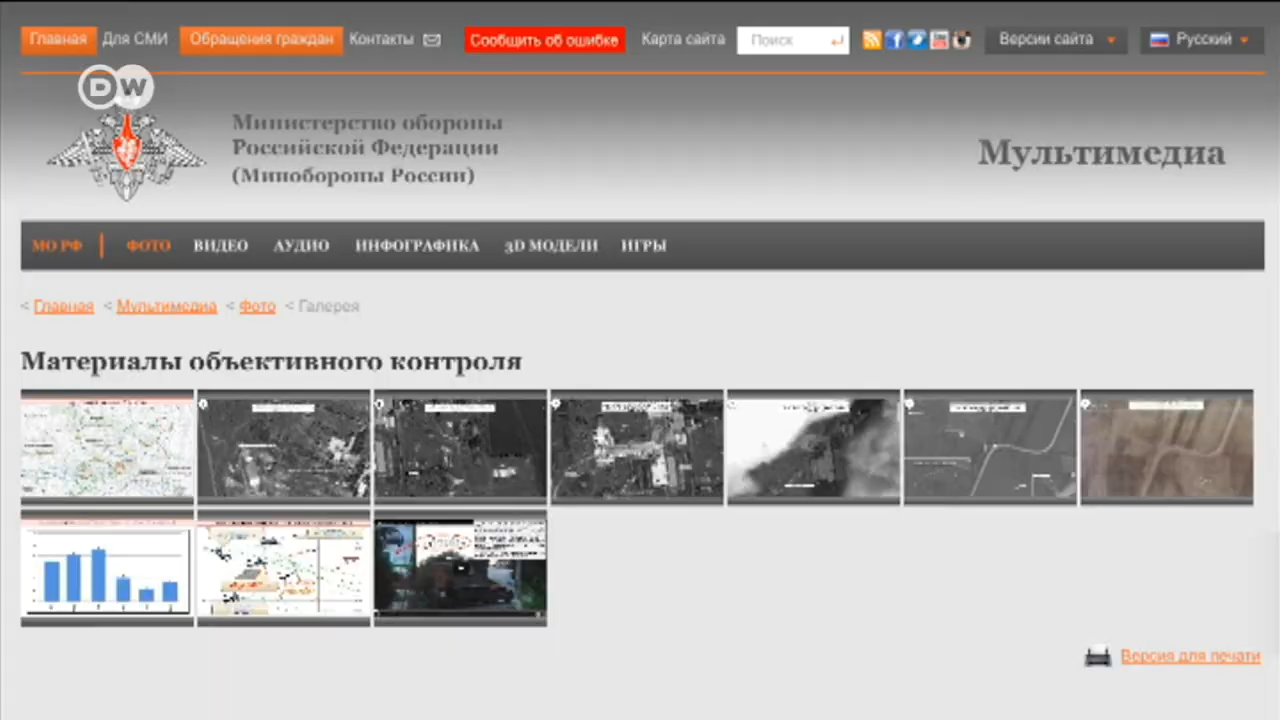 Главная Для СМИ Обращения граждан Контакты Сообщить об ошибке Карта сайта Поиск Версии сайта Русский
DW
Министерство обороны
Российской Федерации
(Минобороны России)
Мультимедиа
МО РФ ФОТО ВИДЕО АУДИО ИНФОГРАФИКА 3D МОДЕЛИ ИГРЫ
< Главная < Мультимедиа < Фото < Галерея
Материалы объективного контроля
Версия для печати